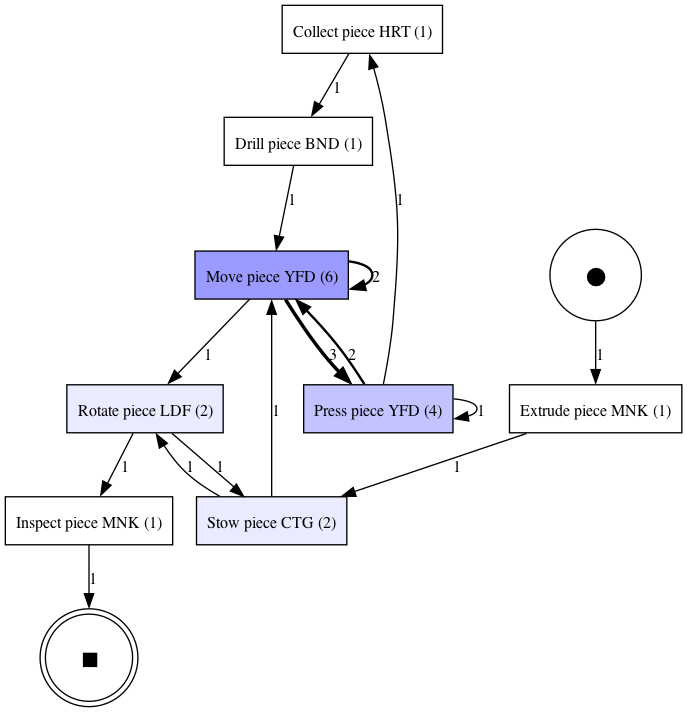 Collect piece HRT (1)
1
Drill piece BND (1)
1
1
Move piece YFD (6)
2
1
3
2
1
1
Rotate piece LDF (2)
Press piece YFD (4)
1
Extrude piece MNK (1)
1
1
1
1
Inspect piece MNK (1)
Stow piece CTG (2)
1